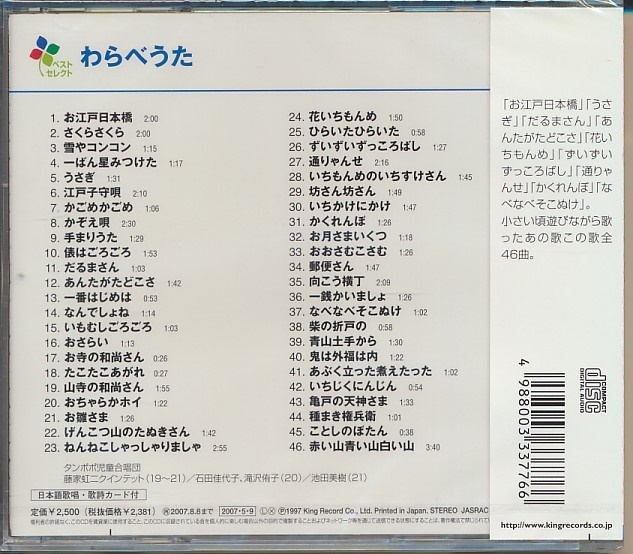 ベスト
セレクト
わらべうた
1. お江戸日本橋 2:00
2. さくらさくら 2:00
3. 雪やコンコン 1:15
4. 一ばん星みつけた 1:17
5. うさぎ 1:31
6. 江戸子守唄 2:10
7. かごめかごめ 1:06
8. かぞえ唄 2:30
9. 手まりうた 1:29
10. 俵はごろごろ 1:53
11. だるまさん 1:03
12. あんたがたどこさ 1:42
13. 一番はじめは 0:53
14. なんでしょね 1:14
15. いもむしごろごろ 1:03
16. おさらい 1:13
17. お寺の和尚さん 0:26
18. たこたこあがれ 0:27
19. 山寺の和尚さん 1:55
20. おちゃらかホイ 1:22
21. お雛さま 1:26
22. げんこつ山のたぬきさん 1:42
23. ねんねこしゃっしゃりましゃ 2:55
24. 花いちもんめ 1:50
25. ひらいたひらいた 0:58
26. ずいずいずっころばし 1:27
27. 通りゃんせ 2:16
28. いちもんめのいちすけさん 1:45
29. 坊さん坊さん 1:49
30. いちかけにかけ 1:47
31. かくれんぼ 1:26
32. お月さまいくつ 1:18
33. おおさむこさむ 1:26
34. 郵便さん 1:47
35. 向こう横丁 2:09
36. 一銭かいましょ 1:26
37. なべなべそこぬけ 1:02
38. 柴の折戸の 0:58
39. 青山土手から 1:30
40. 鬼は外福は内 1:22
41. あぶく立った煮えたった 1:02
42. いちじくにんじん 0:54
43. 亀戸の天神さま 1:33
44. 種まき権兵衛 1:01
45. ことしのぼたん 0:38
46. 赤い山青い山白い山 3:40
タンポポ児童合唱団
藤家虹二クインテット(19〜21)/石田佳代子、滝沢侑子(20)/池田美樹(21)
日本語歌唱・歌詩カード付
定価¥2,500 (税抜価格¥2,381) 2007.8.8まで 2007・5・9 Ⓛ Ⓧ Ⓟ1997 King Record Co., Ltd. Printed in Japan. STEREO JASRAC
「お江戸日本橋」「うさ
ぎ」「だるまさん」「あ
んたがたどこさ」「花い
ちもんめ」「ずいずい
ずっころばし」「通りゃ
んせ」「かくれんぼ」「な
べなべそこぬけ」。
小さい頃遊びながら歌
ったあの歌この歌全
46曲。
COMPACT
disc
DIGITAL AUDIO
4 988003 337766
http://www.kingrecords.co.jp